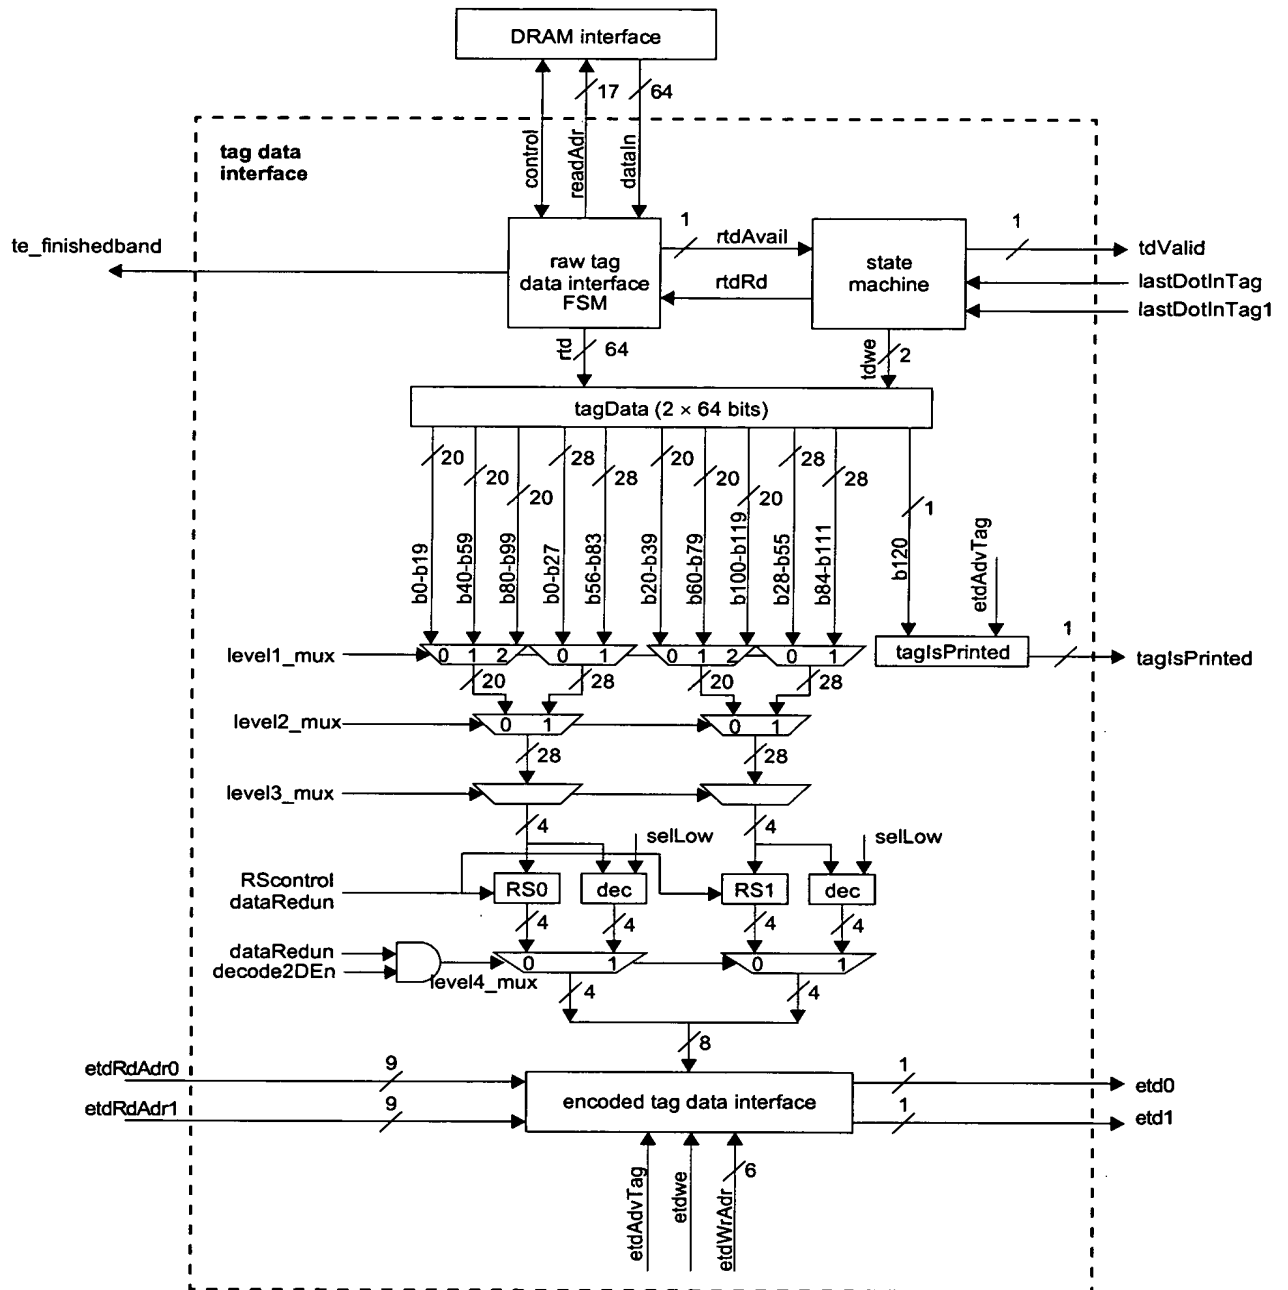 DRAM interface
17
64
control
readAdr
dataIn
tag data
interface
te_finishedband
raw tag
data interface
FSM
1
rtdAvail
rtdRd
state
machine
1
tdValid
lastDotInTag
lastDotInTag1
rtd
64
tdwe
2
tagData (2 × 64 bits)
20
20
20
28
28
20
20
20
28
28
1
b0-b19
b40-b59
b80-b99
b0-b27
b56-b83
b20-b39
b60-b79
b100-b119
b28-b55
b84-b111
b120
etdAdvTag
level1_mux
0 1 2
0 1
0 1 2
0 1
tagIsPrinted
1
tagIsPrinted
20
28
20
28
level2_mux
0 1
0 1
28
28
level3_mux
4
4
selLow
selLow
RScontrol
dataRedun
RS0
dec
RS1
dec
4
4
4
4
dataRedun
decode2DEn
level4_mux
0 1
0 1
4
4
8
etdRdAdr0
9
etdRdAdr1
9
encoded tag data interface
1
etd0
1
etd1
etdAdvTag
etdwe
etdWrAdr
6